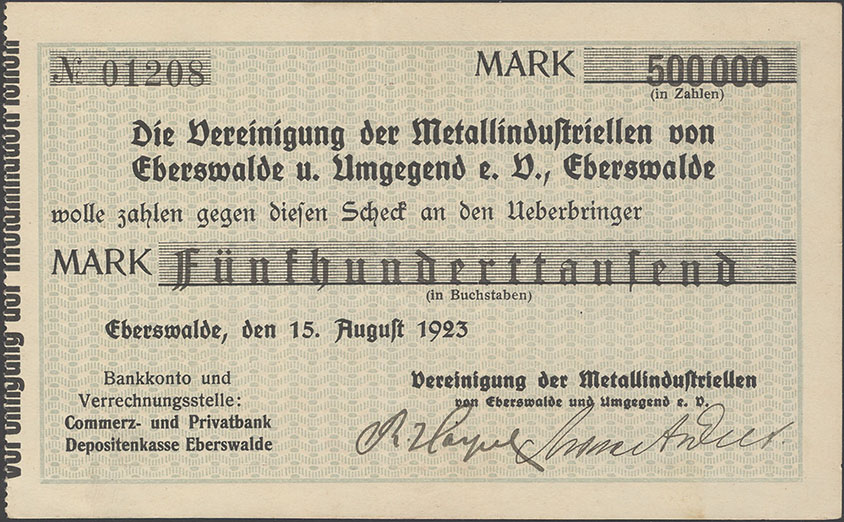 № 01208
MARK 500000
(in Zahlen)
Die Vereinigung der Metallinduſtriellen von
Eberswalde u. Umgegend e. V., Eberswalde
wolle zahlen gegen dieſen Scheck an den Ueberbringer
MARK Fünfhunderttauſend
(in Buchstaben)
Eberswalde, den 15. Auguſt 1923
Bankkonto und
Verrechnungsstelle:
Commerz- und Privatbank
Depositenkasse Eberswalde
Vereinigung der Metallinduſtriellen
von Eberswalde und Umgegend e. V.